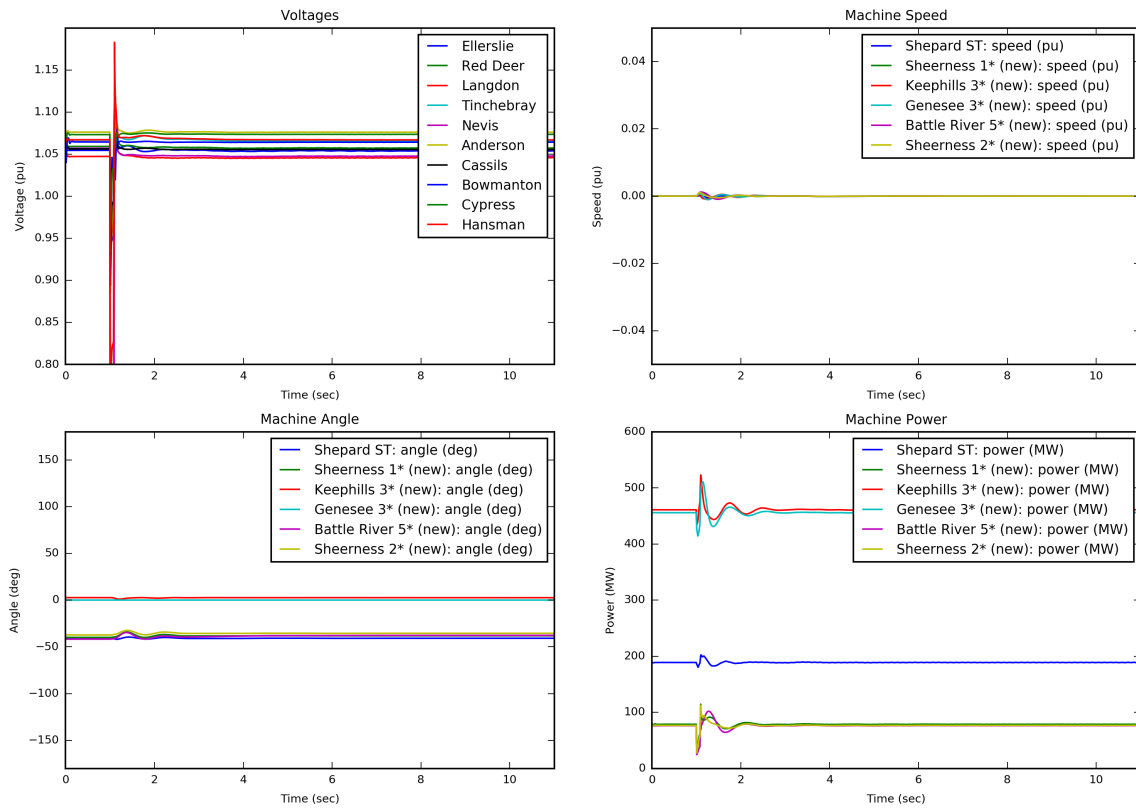 Voltages
Voltage (pu)
1.15
1.10
1.05
1.00
0.95
0.90
0.85
0.80
Ellerslie
Red Deer
Langdon
Tinchebray
Nevis
Anderson
Cassils
Bowmanton
Cypress
Hansman
0 2 4 6 8 10
Time (sec)
Machine Speed
Speed (pu)
0.04
0.02
0.00
−0.02
−0.04
Shepard ST: speed (pu)
Sheerness 1* (new): speed (pu)
Keephills 3* (new): speed (pu)
Genesee 3* (new): speed (pu)
Battle River 5* (new): speed (pu)
Sheerness 2* (new): speed (pu)
0 2 4 6 8 10
Time (sec)
Machine Angle
Angle (deg)
150
100
50
0
−50
−100
−150
Shepard ST: angle (deg)
Sheerness 1* (new): angle (deg)
Keephills 3* (new): angle (deg)
Genesee 3* (new): angle (deg)
Battle River 5* (new): angle (deg)
Sheerness 2* (new): angle (deg)
0 2 4 6 8 10
Time (sec)
Machine Power
Power (MW)
600
500
400
300
200
100
0
Shepard ST: power (MW)
Sheerness 1* (new): power (MW)
Keephills 3* (new): power (MW)
Genesee 3* (new): power (MW)
Battle River 5* (new): power (MW)
Sheerness 2* (new): power (MW)
0 2 4 6 8 10
Time (sec)